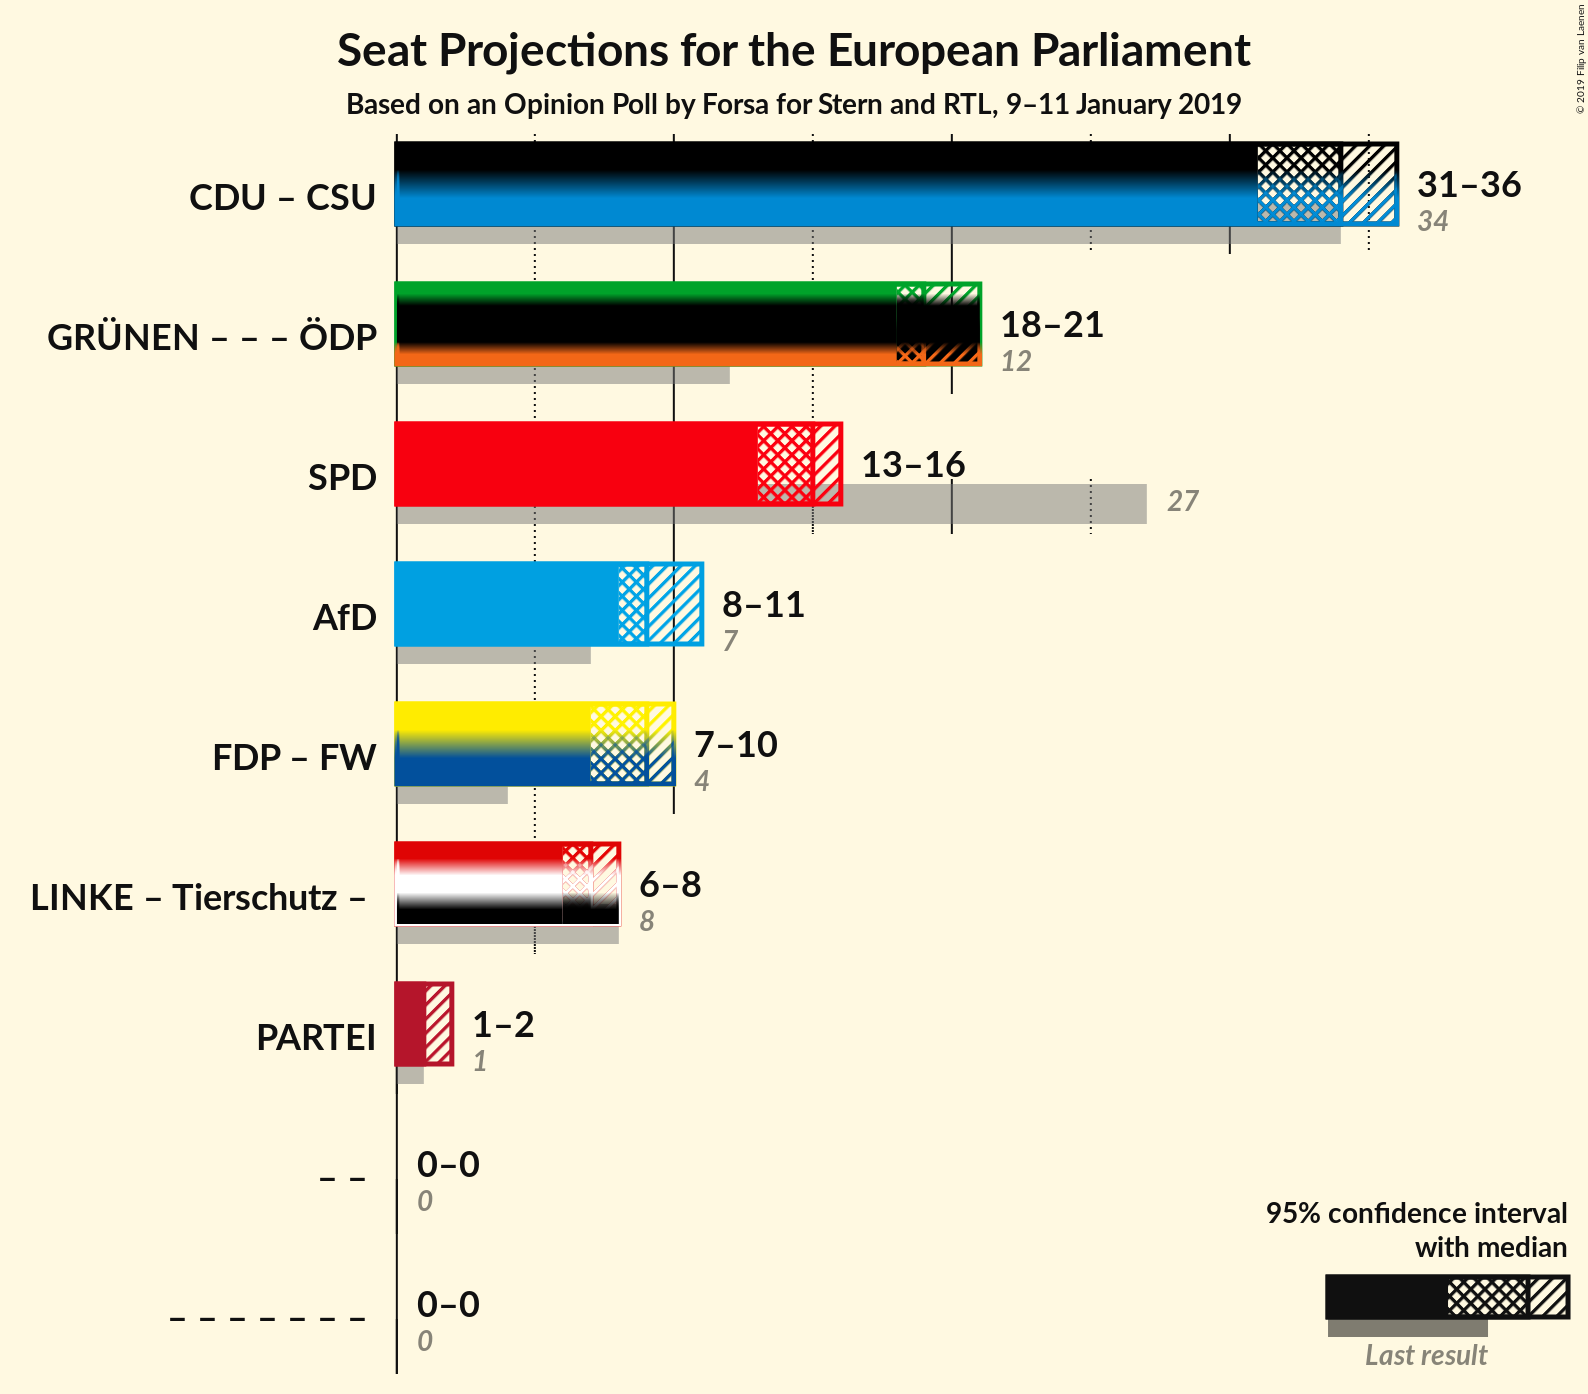 Seat Projections for the European Parliament
Based on an Opinion Poll by Forsa for Stern and RTL, 9–11 January 2019
© 2019 Filip van Laenen
CDU – CSU
31–36
34
GRÜNEN – – – ÖDP
18–21
12
SPD
13–16
27
AfD
8–11
7
FDP – FW
7–10
4
LINKE – Tierschutz –
6–8
8
PARTEI
1–2
1
– –
0–0
0
– – – – – – –
0–0
0
95% confidence interval
with median
Last result